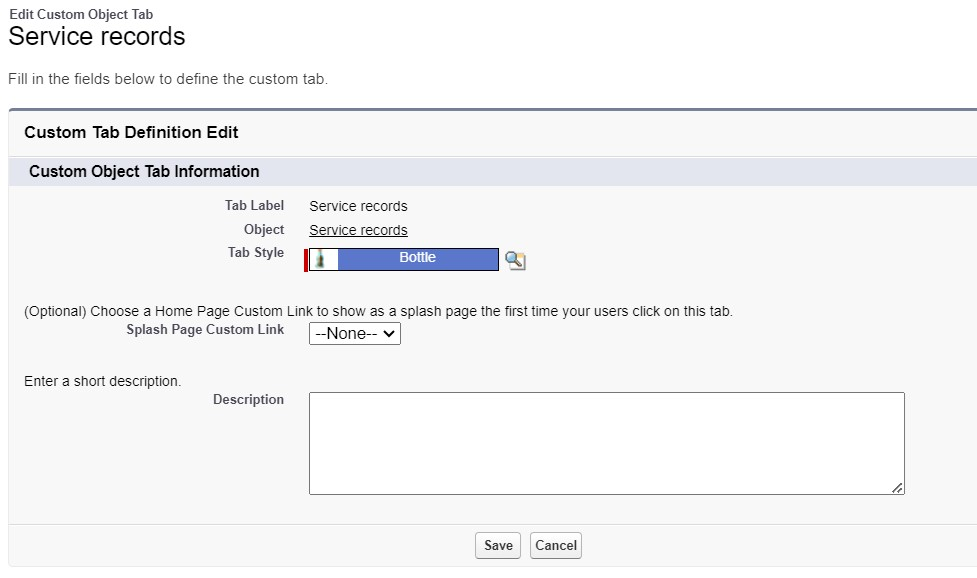 Edit Custom Object Tab
Service records
Fill in the fields below to define the custom tab.
Custom Tab Definition Edit
Custom Object Tab Information
Tab Label Service records
Object Service records
Tab Style Bottle
(Optional) Choose a Home Page Custom Link to show as a splash page the first time your users click on this tab.
Splash Page Custom Link --None--
Enter a short description.
Description
Save Cancel